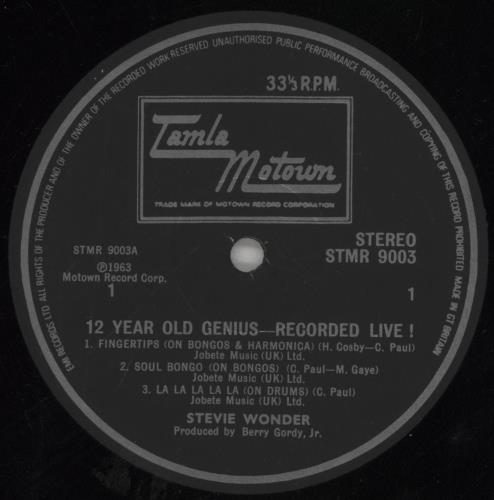 EMI RECORDS LTD ALL RIGHTS OF THE PRODUCER AND OF THE OWNER OF THE RECORDED WORK RESERVED UNAUTHORISED PUBLIC PERFORMANCE BROADCASTING AND COPYING OF THIS RECORD PROHIBITED MADE IN GT BRITAIN
33⅓ R.P.M.
Tamla
Motown
TRADE MARK OF MOTOWN RECORD CORPORATION
STMR 9003A
℗1963
Motown Record Corp.
1
STEREO
STMR 9003
1
12 YEAR OLD GENIUS—RECORDED LIVE !
1. FINGERTIPS (ON BONGOS & HARMONICA) (H. Cosby—C. Paul)
Jobete Music (UK) Ltd.
2. SOUL BONGO (ON BONGOS) (C. Paul—M. Gaye)
Jobete Music (UK) Ltd.
3. LA LA LA LA LA (ON DRUMS) (C. Paul)
Jobete Music (UK) Ltd.
STEVIE WONDER
Produced by Berry Gordy, Jr.